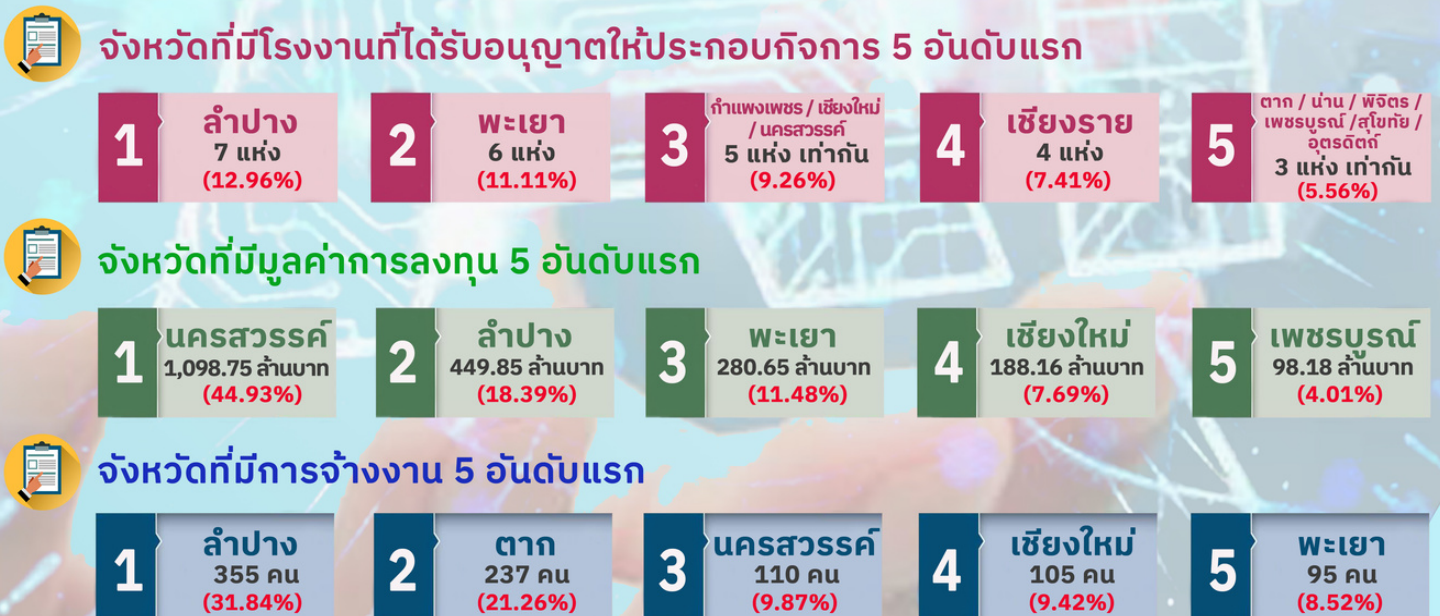 จังหวัดที่มีโรงงานที่ได้รับอนุญาตให้ประกอบกิจการ 5 อันดับแรก
1
ลำปาง
7 แห่ง
(12.96%)
2
พะเยา
6 แห่ง
(11.11%)
3
กำแพงเพชร / เชียงใหม่
/ นครสวรรค์
5 แห่ง เท่ากัน
(9.26%)
4
เชียงราย
4 แห่ง
(7.41%)
5
ตาก / น่าน / พิจิตร /
เพชรบูรณ์ /สุโขทัย /
อุตรดิตถ์
3 แห่ง เท่ากัน
(5.56%)
จังหวัดที่มีมูลค่าการลงทุน 5 อันดับแรก
1
นครสวรรค์
1,098.75 ล้านบาท
(44.93%)
2
ลำปาง
449.85 ล้านบาท
(18.39%)
3
พะเยา
280.65 ล้านบาท
(11.48%)
4
เชียงใหม่
188.16 ล้านบาท
(7.69%)
5
เพชรบูรณ์
98.18 ล้านบาท
(4.01%)
จังหวัดที่มีการจ้างงาน 5 อันดับแรก
1
ลำปาง
355 คน
(31.84%)
2
ตาก
237 คน
(21.26%)
3
นครสวรรค์
110 คน
(9.87%)
4
เชียงใหม่
105 คน
(9.42%)
5
พะเยา
95 คน
(8.52%)